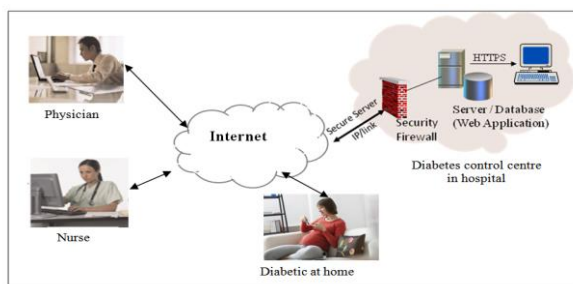 Physician
Nurse
Internet
Diabetic at home
Secure Server
IP/link
Security
Firewall
HTTPS
Server / Database
(Web Application)
Diabetes control centre
in hospital